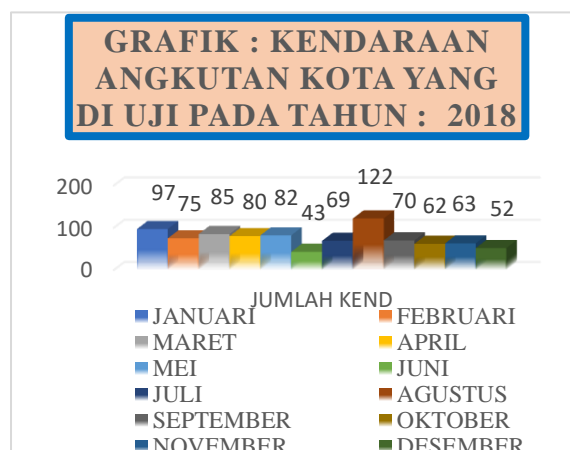 GRAFIK : KENDARAAN
ANGKUTAN KOTA YANG
DI UJI PADA TAHUN :  2018
200
100
0
97 75 85 80 82 43 69 122 70 62 63 52
JUMLAH KEND
JANUARI FEBRUARI
MARET APRIL
MEI JUNI
JULI AGUSTUS
SEPTEMBER OKTOBER
NOVEMBER DESEMBER